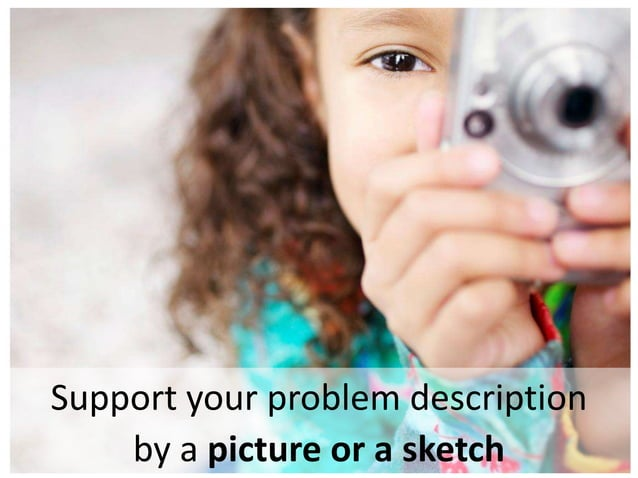 Support your problem description
by a picture or a sketch